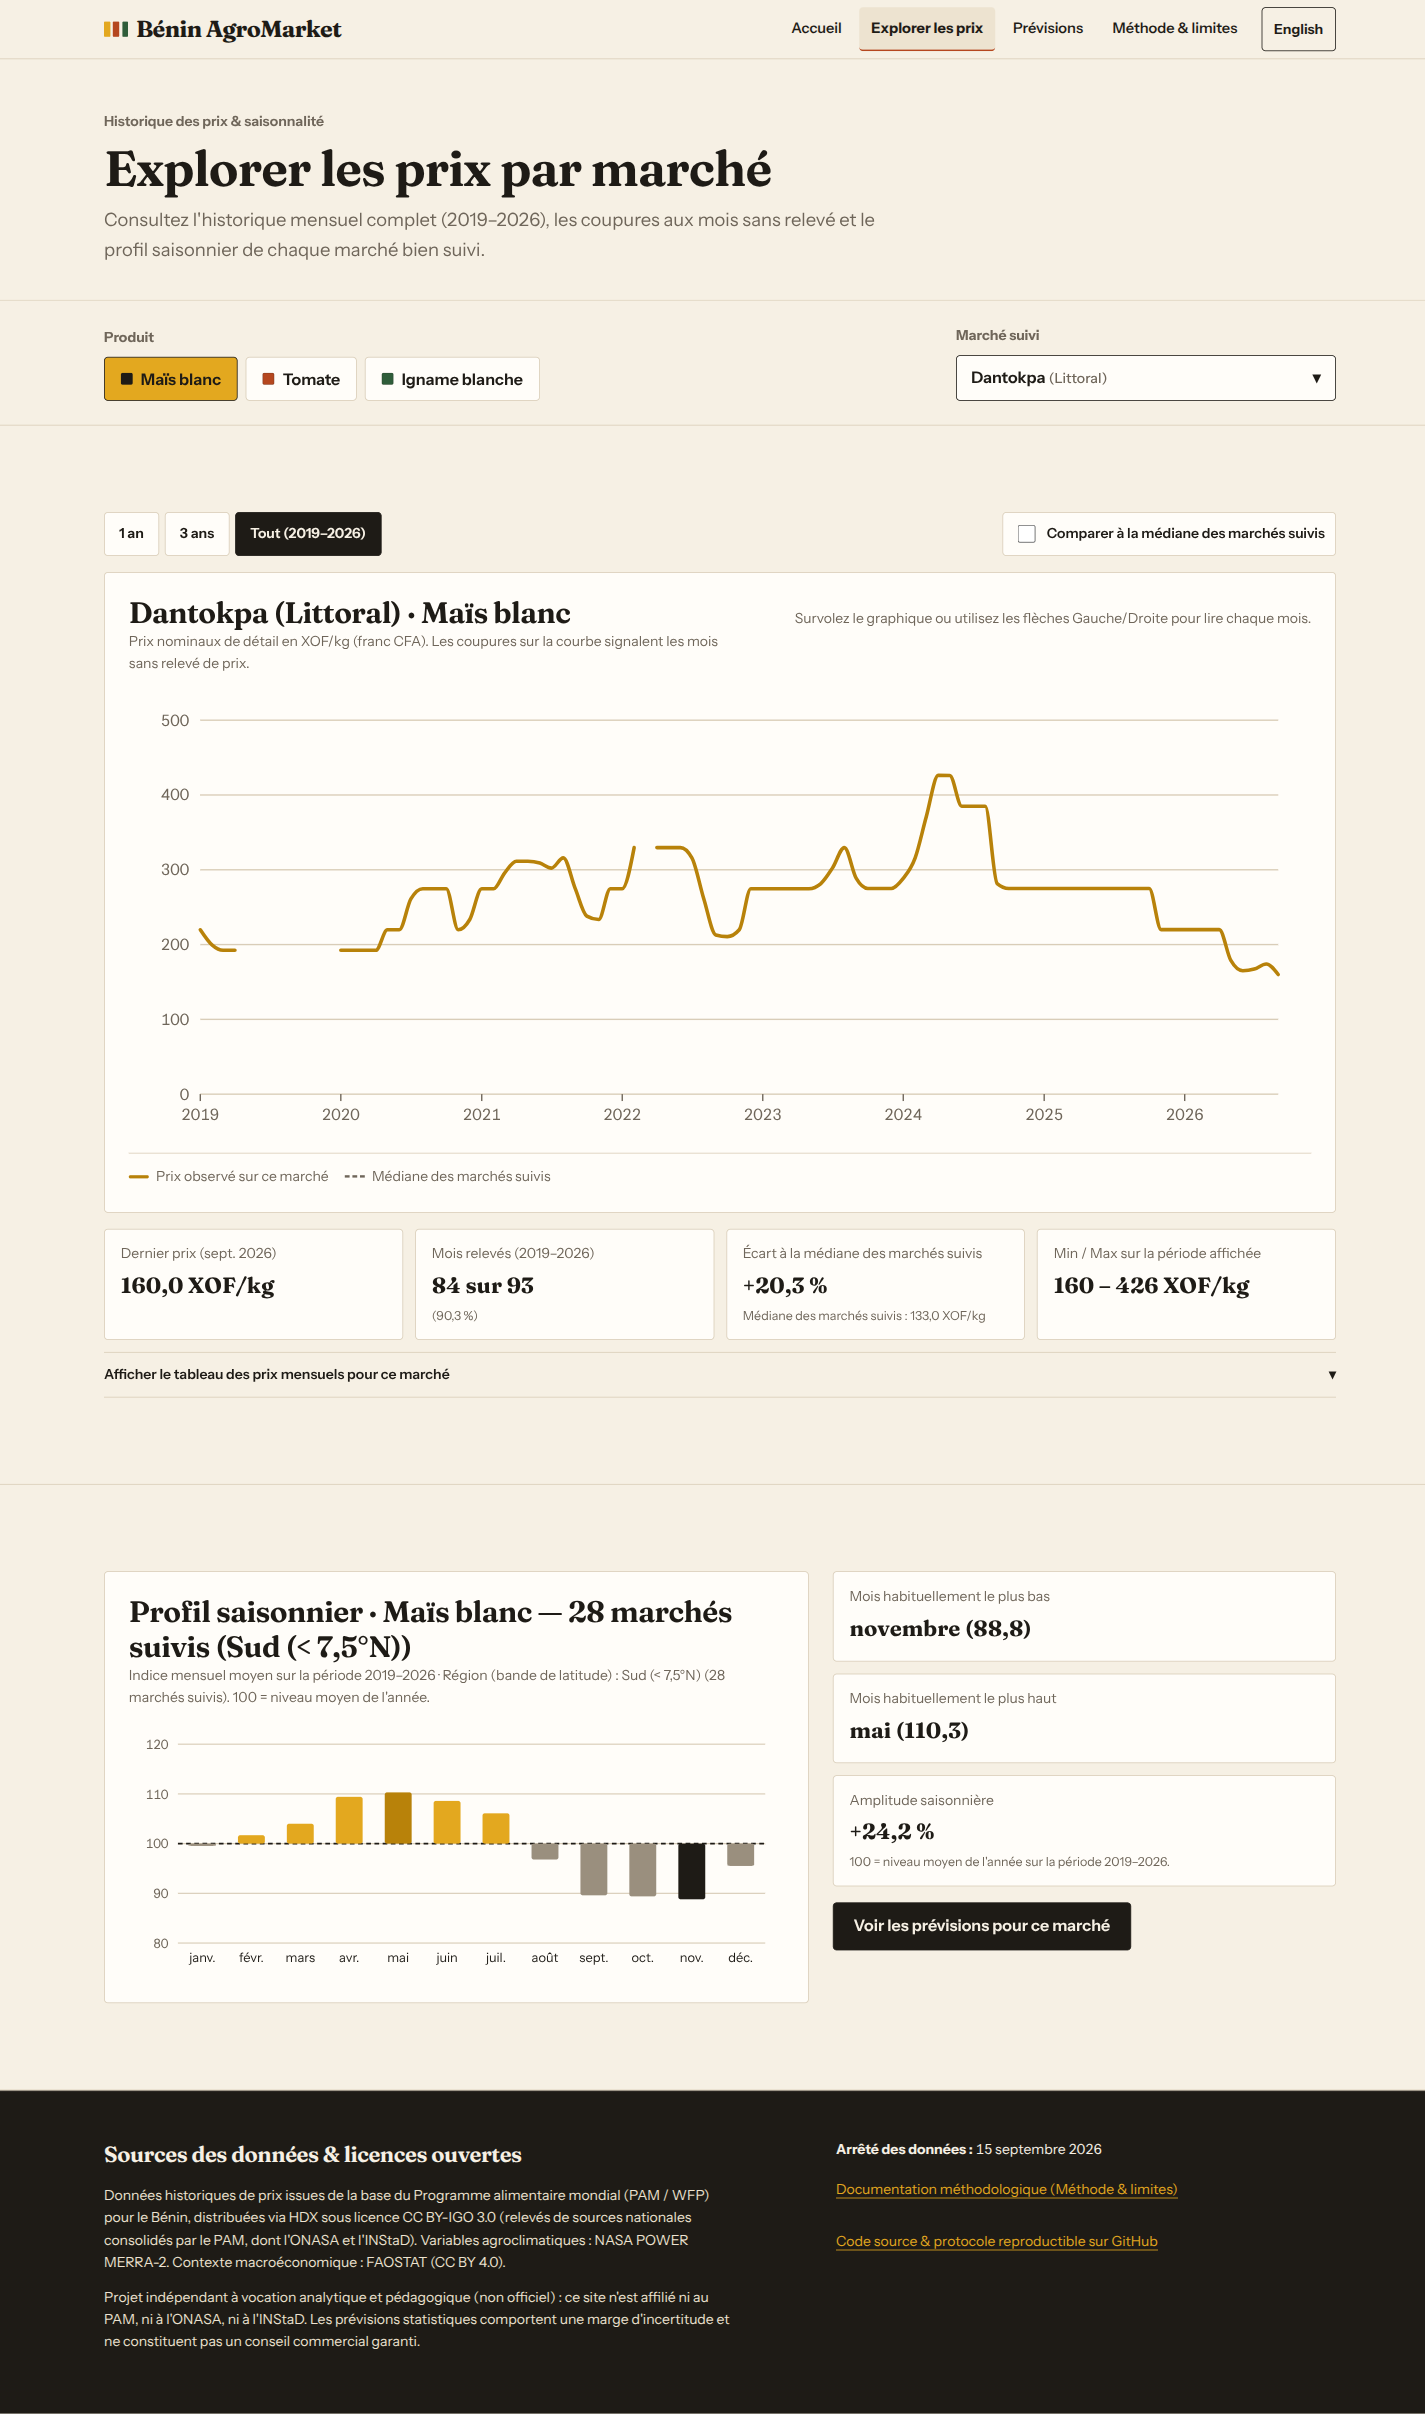 Bénin AgroMarket
Accueil
Explorer les prix
Prévisions
Méthode & limites
English
Historique des prix & saisonnalité
Explorer les prix par marché
Consultez l'historique mensuel complet (2019–2026), les coupures aux mois sans relevé et le
profil saisonnier de chaque marché bien suivi.
Produit
Maïs blanc
Tomate
Igname blanche
Marché suivi
Dantokpa (Littoral) ▼
1 an
3 ans
Tout (2019–2026)
Comparer à la médiane des marchés suivis
Dantokpa (Littoral) · Maïs blanc
Prix nominaux de détail en XOF/kg (franc CFA). Les coupures sur la courbe signalent les mois
sans relevé de prix.
Survolez le graphique ou utilisez les flèches Gauche/Droite pour lire chaque mois.
500
400
300
200
100
0
2019 2020 2021 2022 2023 2024 2025 2026
Prix observé sur ce marché
Médiane des marchés suivis
Dernier prix (sept. 2026)
160,0 XOF/kg
Mois relevés (2019–2026)
84 sur 93
(90,3 %)
Écart à la médiane des marchés suivis
+20,3 %
Médiane des marchés suivis : 133,0 XOF/kg
Min / Max sur la période affichée
160 – 426 XOF/kg
Afficher le tableau des prix mensuels pour ce marché ▼
Profil saisonnier · Maïs blanc — 28 marchés
suivis (Sud (< 7,5°N))
Indice mensuel moyen sur la période 2019–2026 · Région (bande de latitude) : Sud (< 7,5°N) (28
marchés suivis). 100 = niveau moyen de l'année.
120
110
100
90
80
janv. févr. mars avr. mai juin juil. août sept. oct. nov. déc.
Mois habituellement le plus bas
novembre (88,8)
Mois habituellement le plus haut
mai (110,3)
Amplitude saisonnière
+24,2 %
100 = niveau moyen de l'année sur la période 2019–2026.
Voir les prévisions pour ce marché
Sources des données & licences ouvertes
Données historiques de prix issues de la base du Programme alimentaire mondial (PAM / WFP)
pour le Bénin, distribuées via HDX sous licence CC BY-IGO 3.0 (relevés de sources nationales
consolidés par le PAM, dont l'ONASA et l'INStaD). Variables agroclimatiques : NASA POWER
MERRA-2. Contexte macroéconomique : FAOSTAT (CC BY 4.0).
Projet indépendant à vocation analytique et pédagogique (non officiel) : ce site n'est affilié ni au
PAM, ni à l'ONASA, ni à l'INStaD. Les prévisions statistiques comportent une marge d'incertitude et
ne constituent pas un conseil commercial garanti.
Arrêté des données : 15 septembre 2026
Documentation méthodologique (Méthode & limites)
Code source & protocole reproductible sur GitHub